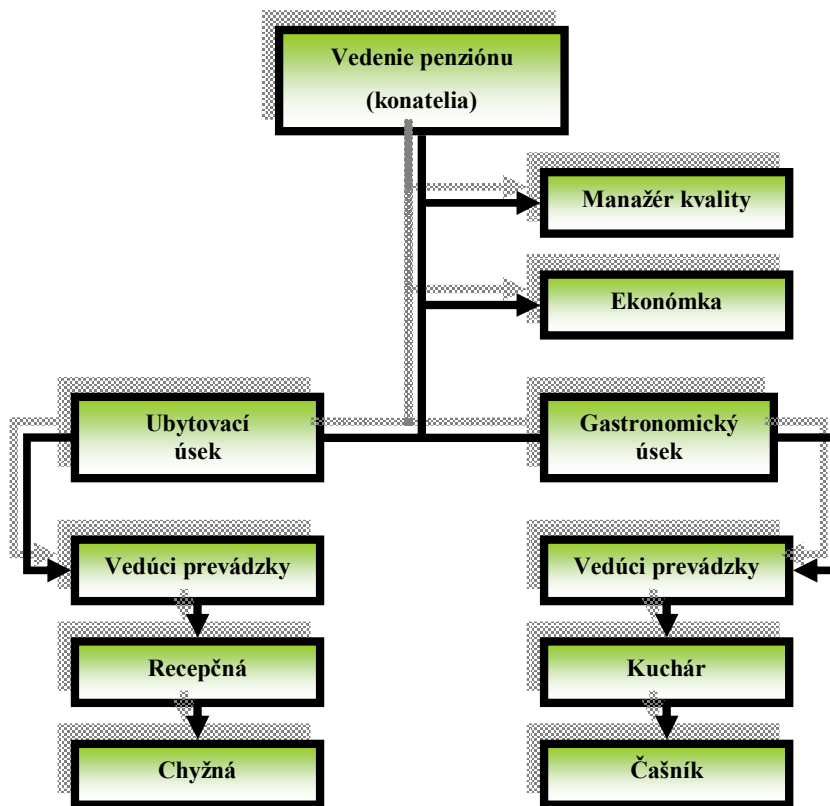 Vedenie penziónu
(konatelia)
Manažér kvality
Ekonómka
Ubytovací
úsek
Gastronomický
úsek
Vedúci prevádzky
Vedúci prevádzky
Recepčná
Kuchár
Chyžná
Čašník